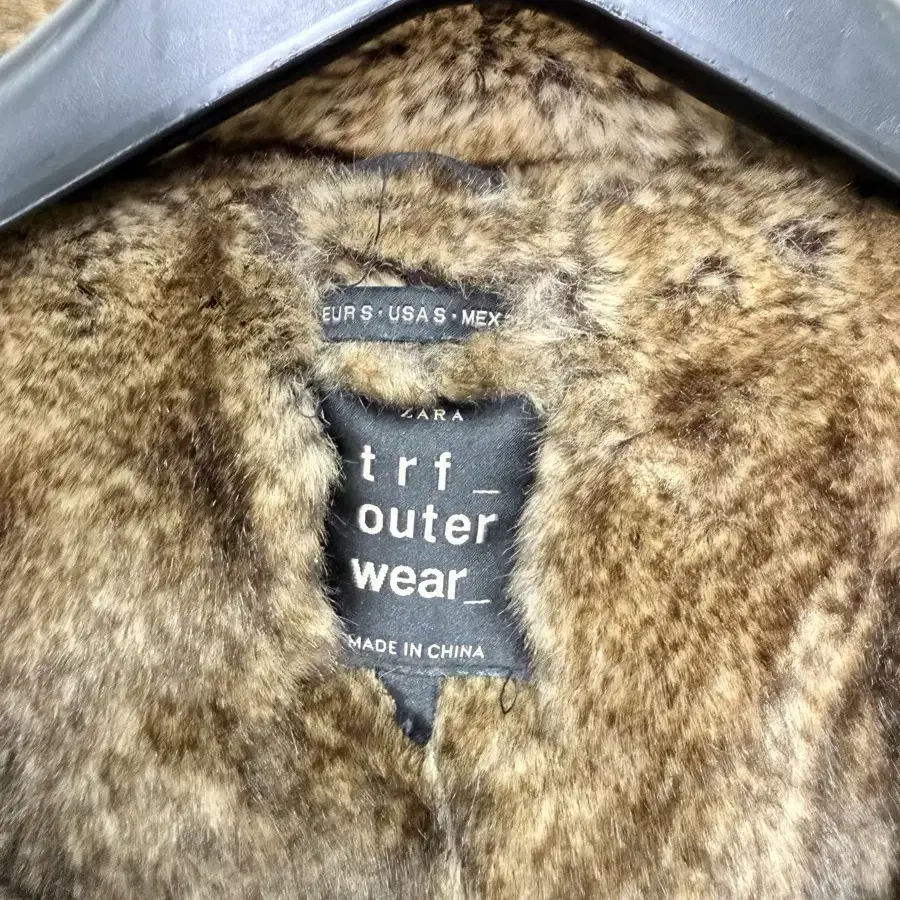 EUR S · USA S · MEX
ZARA
trf_
outer
wear_
MADE IN CHINA